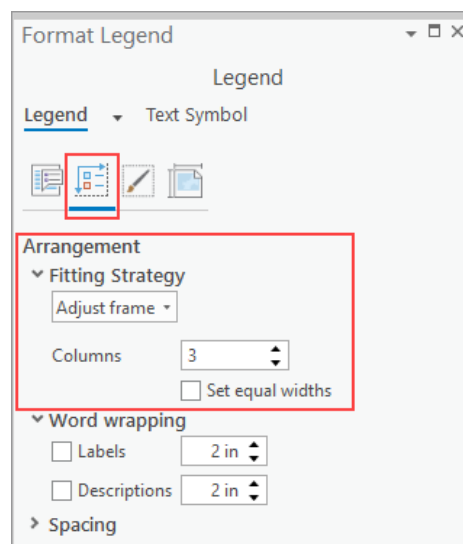 Format Legend
Legend
Legend Text Symbol
Arrangement
Fitting Strategy
Adjust frame
Columns 3
Set equal widths
Word wrapping
Labels 2 in
Descriptions 2 in
Spacing